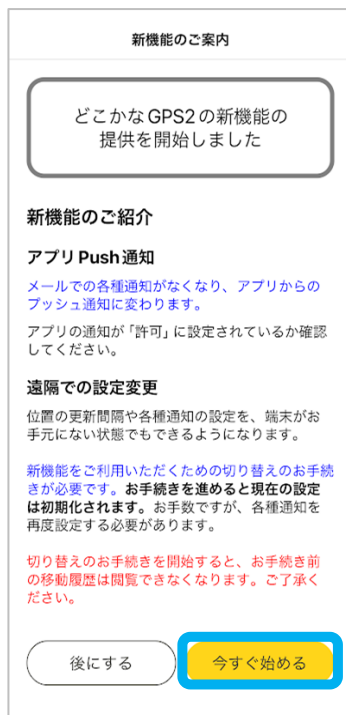 新機能のご案内
どこかなGPS2の新機能の
提供を開始しました
新機能のご紹介
アプリPush通知
メールでの各種通知がなくなり、アプリからの
プッシュ通知に変わります。
アプリの通知が「許可」に設定されているか確認
してください。
遠隔での設定変更
位置の更新間隔や各種通知の設定を、端末がお
手元にない状態でもできるようになります。
新機能をご利用いただくための切り替えのお手続
きが必要です。お手続きを進めると現在の設定
は初期化されます。お手数ですが、各種通知を
再度設定する必要があります。
切り替えのお手続きを開始すると、お手続き前
の移動履歴は閲覧できなくなります。ご了承く
ださい。
後にする
今すぐ始める